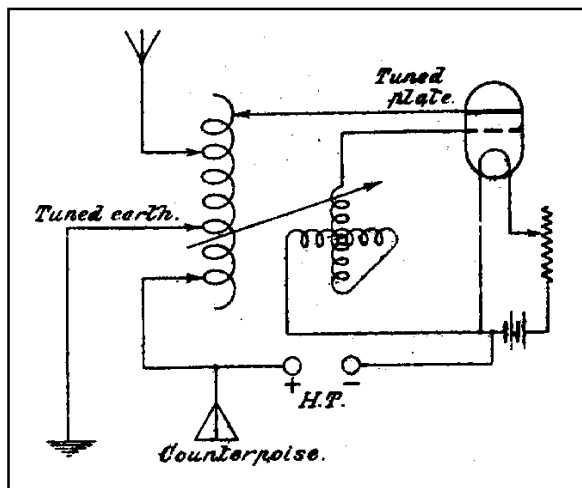 Tuned
plate.
Tuned earth.
+ -
H.T.
Counterpoise.